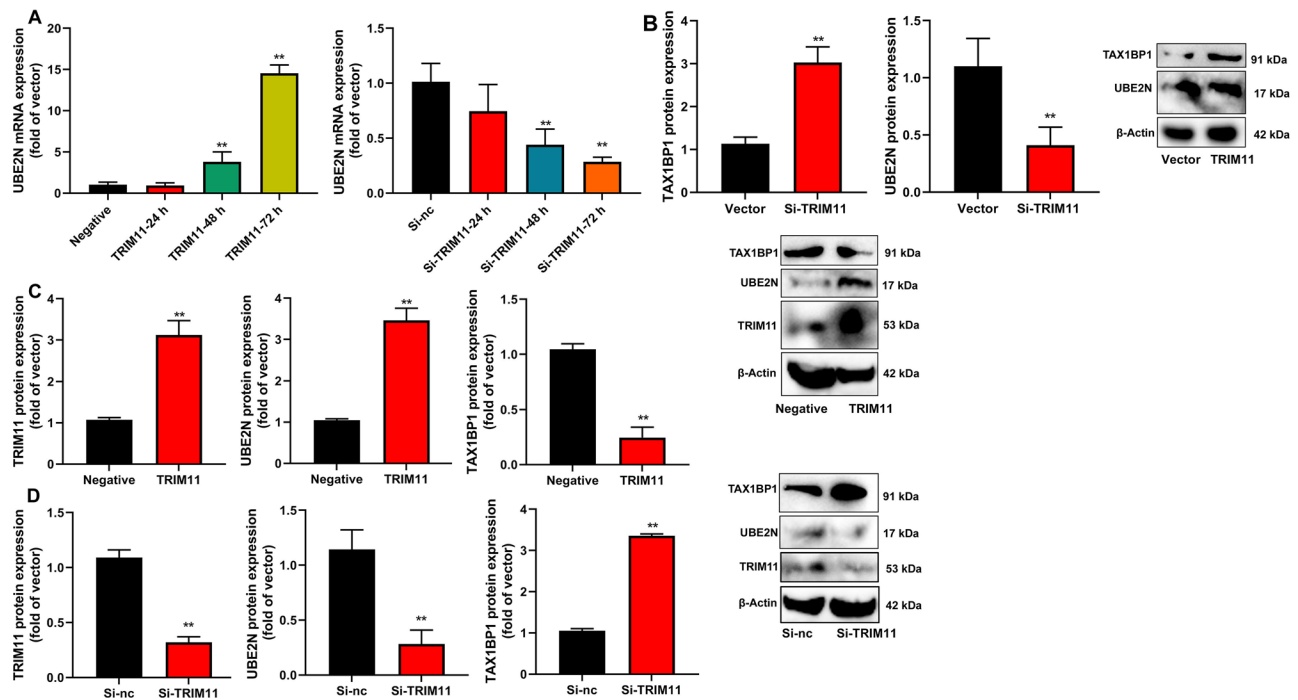 A
UBE2N mRNA expression
(fold of vector)
20
15
10
5
0
**
**
Negative
TRIM11-24 h
TRIM11-48 h
TRIM11-72 h
UBE2N mRNA expression
(fold of vector)
1.5
1.0
0.5
0.0
**
**
Si-nc
Si-TRIM11-24 h
Si-TRIM11-48 h
Si-TRIM11-72 h
B
TAX1BP1 protein expression
4
3
2
1
0
**
Vector
Si-TRIM11
UBE2N protein expression
1.5
1.0
0.5
0.0
**
Vector
Si-TRIM11
TAX1BP1
91 kDa
UBE2N
17 kDa
β-Actin
42 kDa
Vector
TRIM11
C
TRIM11 protein expression
(fold of vector)
4
3
2
1
0
**
Negative
TRIM11
UBE2N protein expression
(fold of vector)
4
3
2
1
0
**
Negative
TRIM11
TAX1BP1 protein expression
(fold of vector)
1.5
1.0
0.5
0.0
**
Negative
TRIM11
TAX1BP1
91 kDa
UBE2N
17 kDa
TRIM11
53 kDa
β-Actin
42 kDa
Negative
TRIM11
D
TRIM11 protein expression
(fold of vector)
1.5
1.0
0.5
0.0
**
Si-nc
Si-TRIM11
UBE2N protein expression
(fold of vector)
1.5
1.0
0.5
0.0
**
Si-nc
Si-TRIM11
TAX1BP1 protein expression
(fold of vector)
4
3
2
1
0
**
Si-nc
Si-TRIM11
TAX1BP1
91 kDa
UBE2N
17 kDa
TRIM11
53 kDa
β-Actin
42 kDa
Si-nc
Si-TRIM11